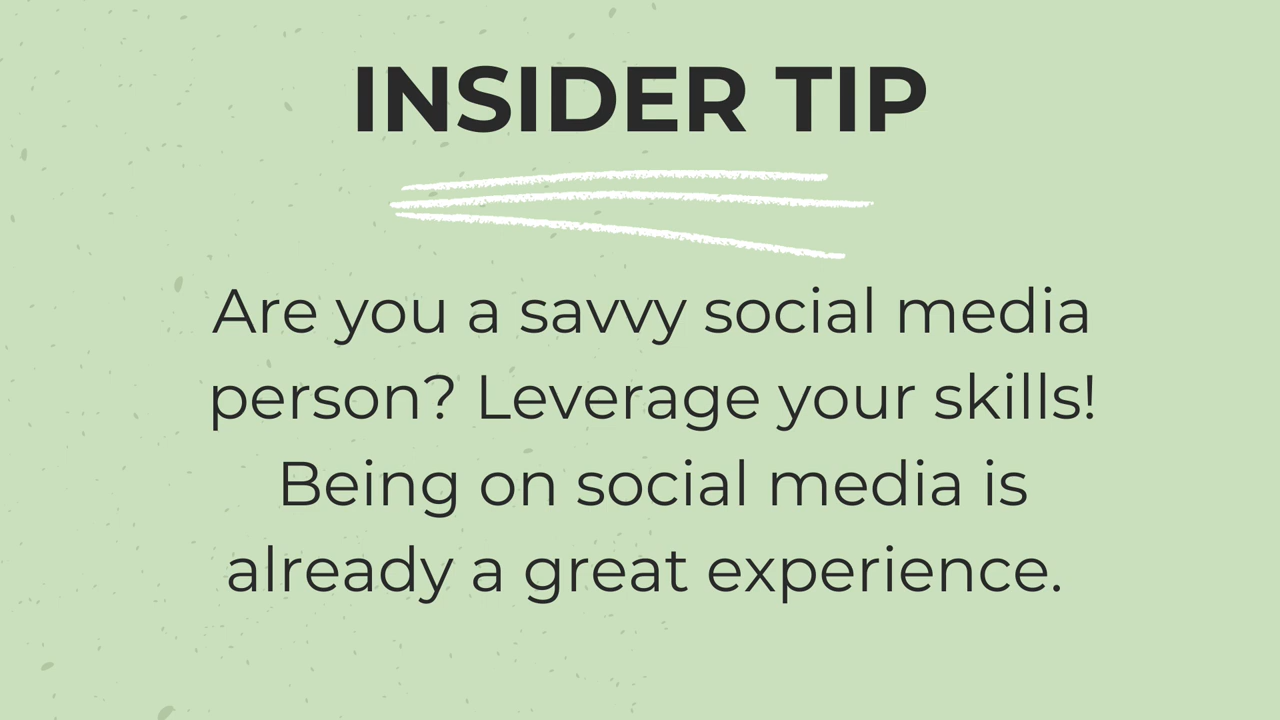 INSIDER TIP
Are you a savvy social media
person? Leverage your skills!
Being on social media is
already a great experience.